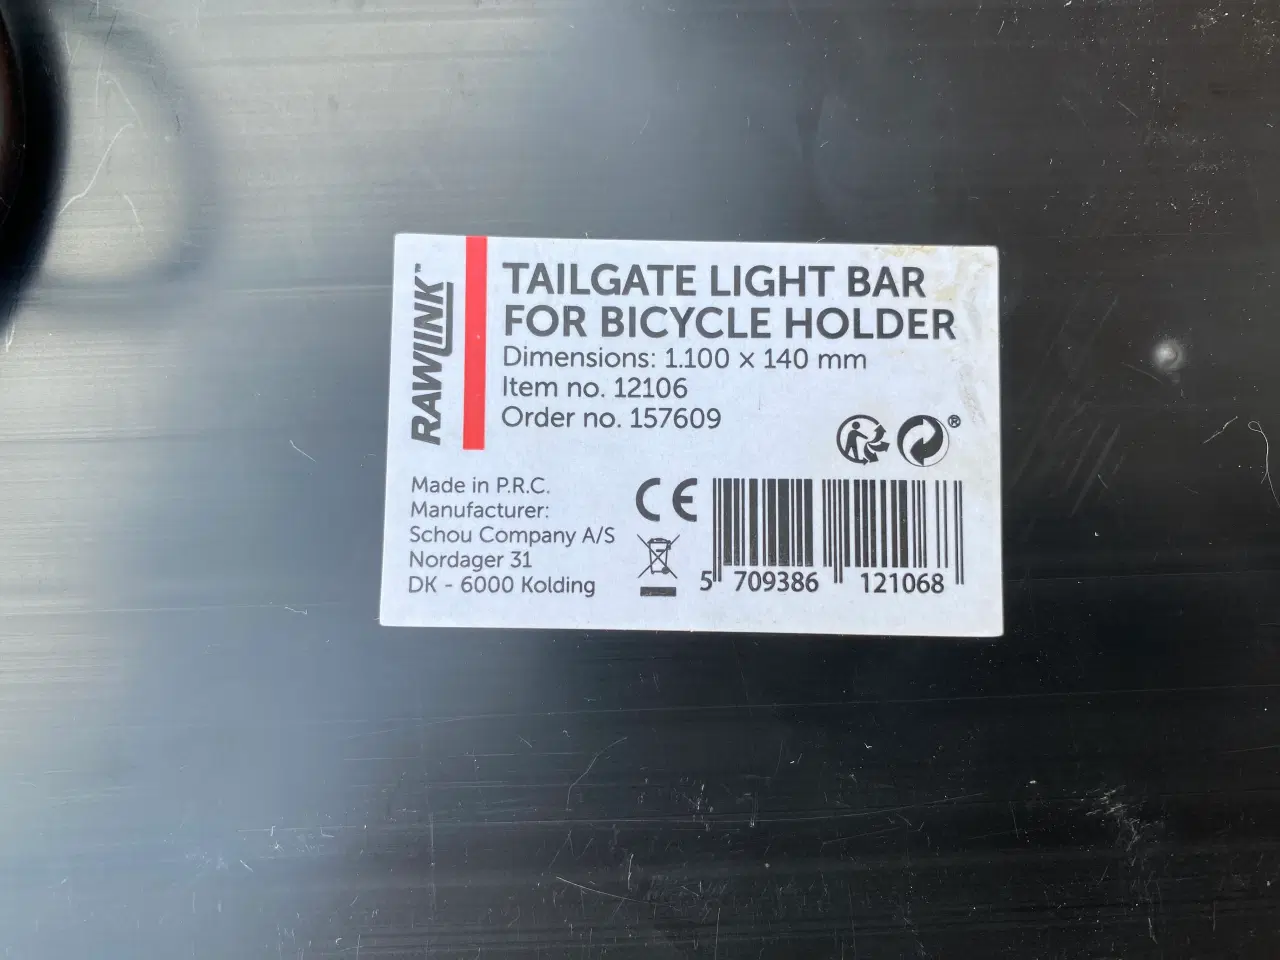 RAWLINK™
TAILGATE LIGHT BAR
FOR BICYCLE HOLDER
Dimensions: 1.100 x 140 mm
Item no. 12106
Order no. 157609
®
Made in P.R.C.
Manufacturer:
Schou Company A/S
Nordager 31
DK - 6000 Kolding
CE
5 709386 121068